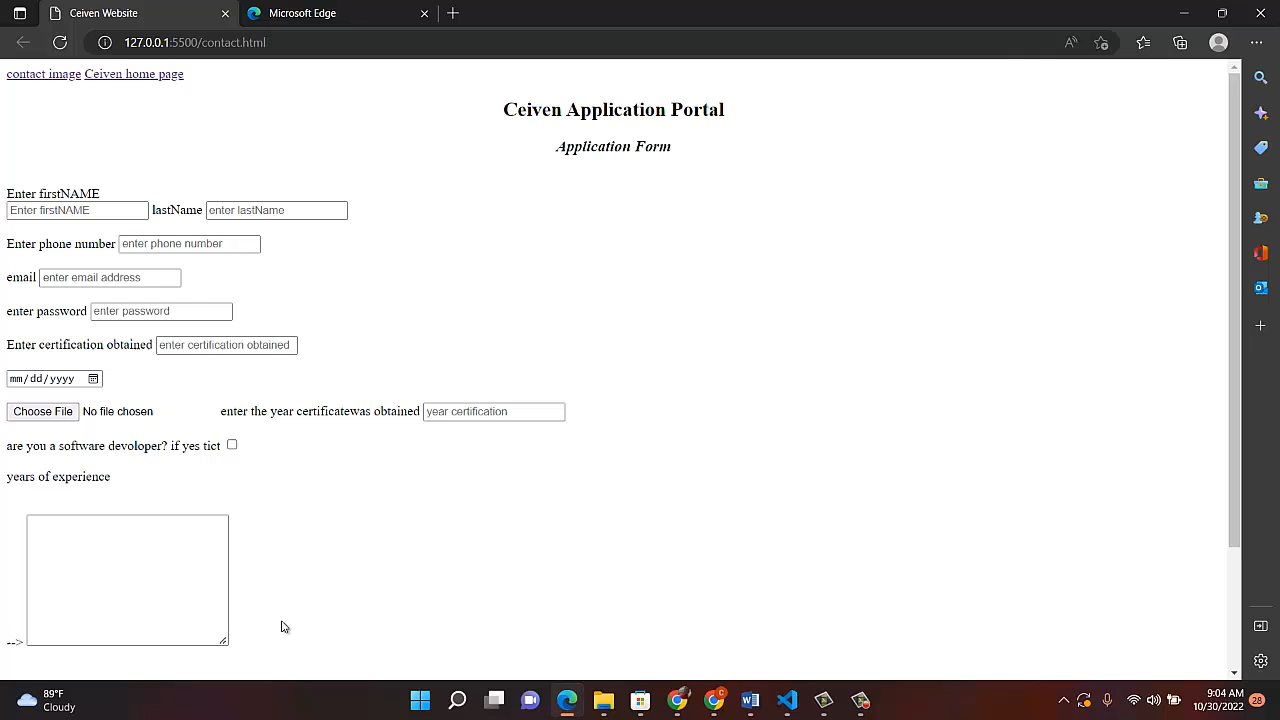 Ceiven Website
Microsoft Edge
127.0.0.1:5500/contact.html
contact image Ceiven home page
Ceiven Application Portal
Application Form
Enter firstNAME
Enter firstNAME lastName enter lastName
Enter phone number enter phone number
email enter email address
enter password enter password
Enter certification obtained enter certification obtained
mm/dd/yyyy
Choose File No file chosen enter the year certificatewas obtained year certification
are you a software devoloper? if yes tict
years of experience
-->
89°F
Cloudy
9:04 AM
10/30/2022
28